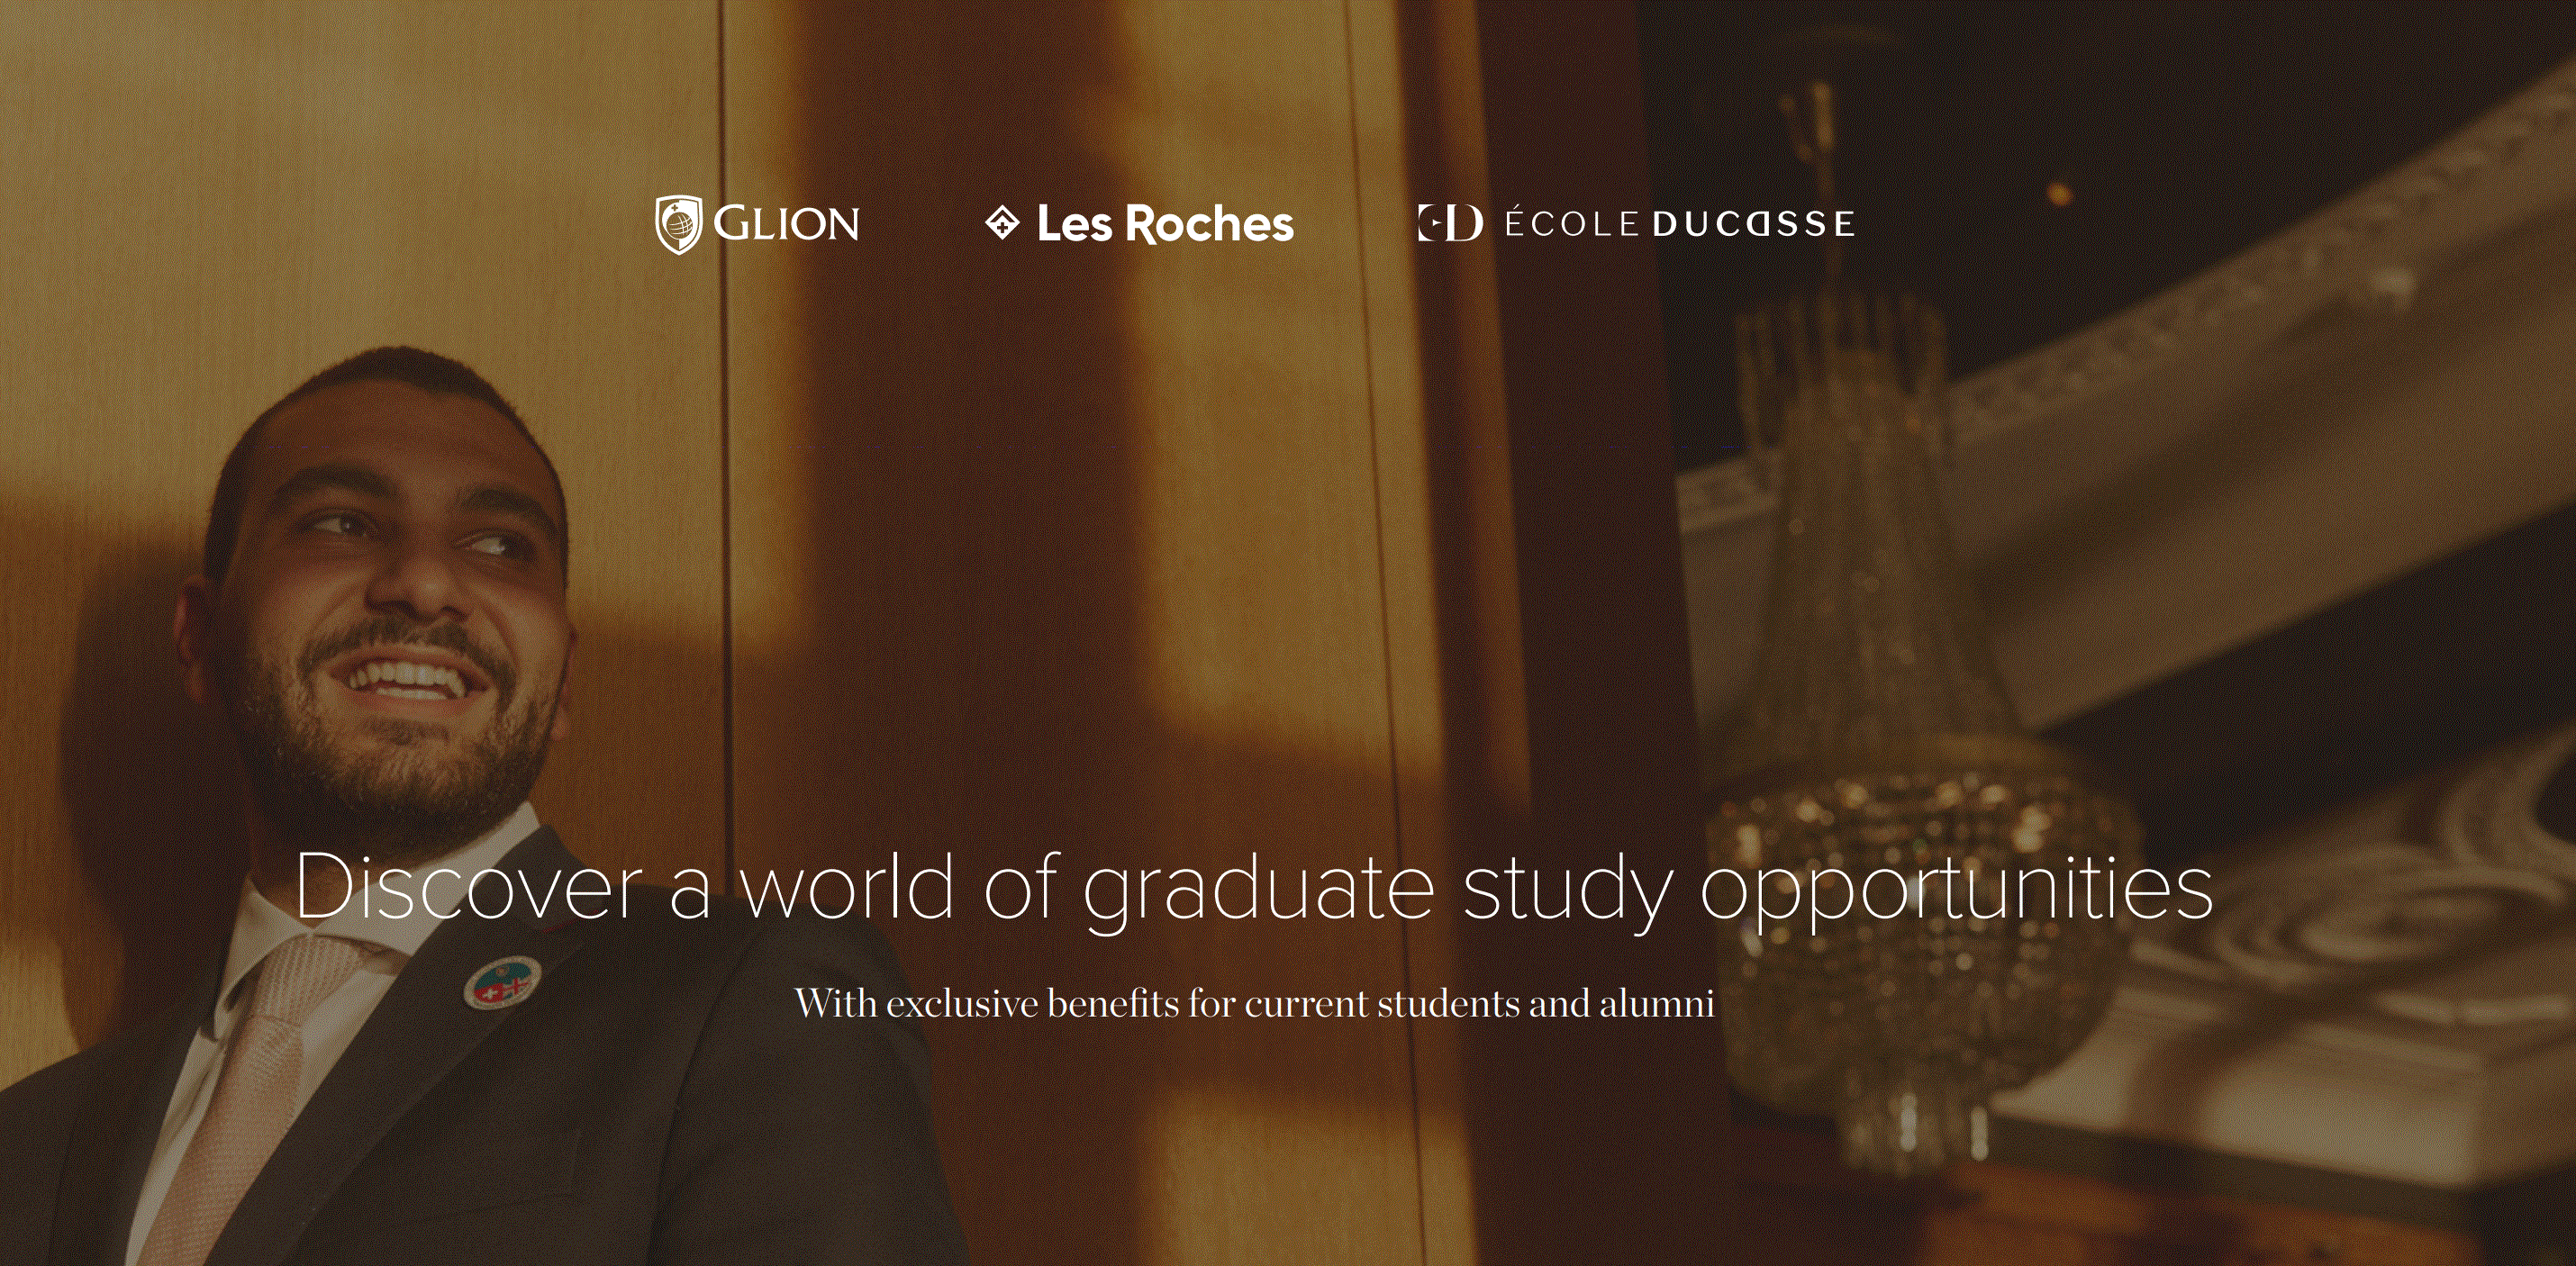 GLION
Les Roches
ÉCOLE DUCASSE
Discover a world of graduate study opportunities
With exclusive benefits for current students and alumni